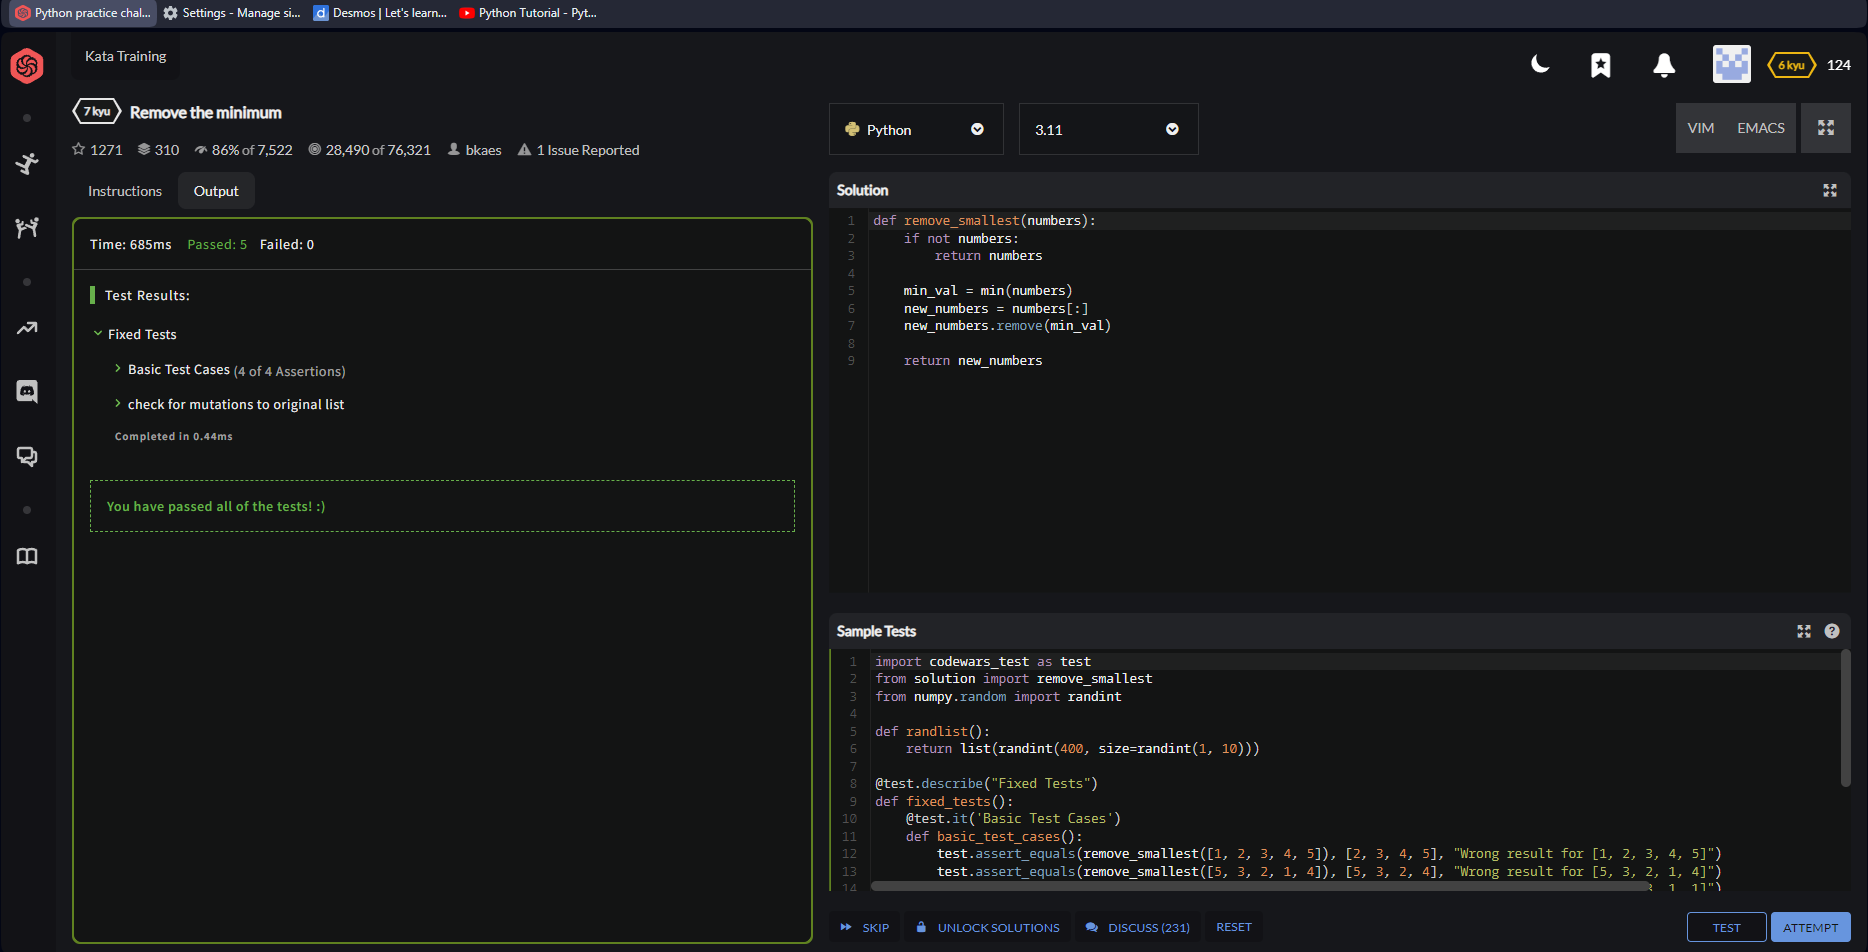 Python practice chal...
Settings - Manage si...
d
Desmos | Let's learn...
Python Tutorial - Pyt...
Kata Training
6 kyu
124
7 kyu
Remove the minimum
1271
310
86% of 7,522
28,490 of 76,321
bkaes
1 Issue Reported
Instructions
Output
Time: 685ms
Passed: 5
Failed: 0
Test Results:
Fixed Tests
Basic Test Cases (4 of 4 Assertions)
check for mutations to original list
Completed in 0.44ms
You have passed all of the tests! :)
Python
3.11
VIM
EMACS
Solution
1 def remove_smallest(numbers):
2 if not numbers:
3 return numbers
4
5 min_val = min(numbers)
6 new_numbers = numbers[:]
7 new_numbers.remove(min_val)
8
9 return new_numbers
Sample Tests
?
1 import codewars_test as test
2 from solution import remove_smallest
3 from numpy.random import randint
4
5 def randlist():
6 return list(randint(400, size=randint(1, 10)))
7
8 @test.describe("Fixed Tests")
9 def fixed_tests():
10 @test.it('Basic Test Cases')
11 def basic_test_cases():
12 test.assert_equals(remove_smallest([1, 2, 3, 4, 5]), [2, 3, 4, 5], "Wrong result for [1, 2, 3, 4, 5]")
13 test.assert_equals(remove_smallest([5, 3, 2, 1, 4]), [5, 3, 2, 4], "Wrong result for [5, 3, 2, 1, 4]")
14 1, 1]")
SKIP
UNLOCK SOLUTIONS
DISCUSS (231)
RESET
TEST
ATTEMPT